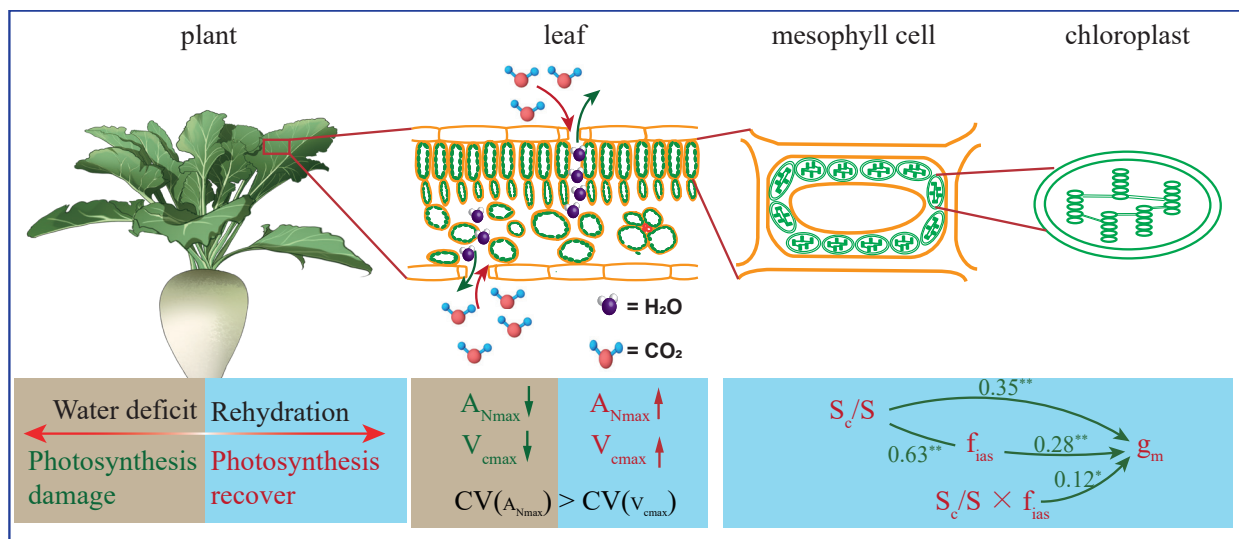 plant
leaf
mesophyll cell
chloroplast
= H₂O
= CO₂
Water deficit
Rehydration
Photosynthesis
damage
Photosynthesis
recover
A_Nmax
A_Nmax
V_cmax
V_cmax
CV(A_Nmax) > CV(V_cmax)
0.35**
S_c/S
0.63**
f_ias
0.28**
g_m
0.12*
S_c/S × f_ias